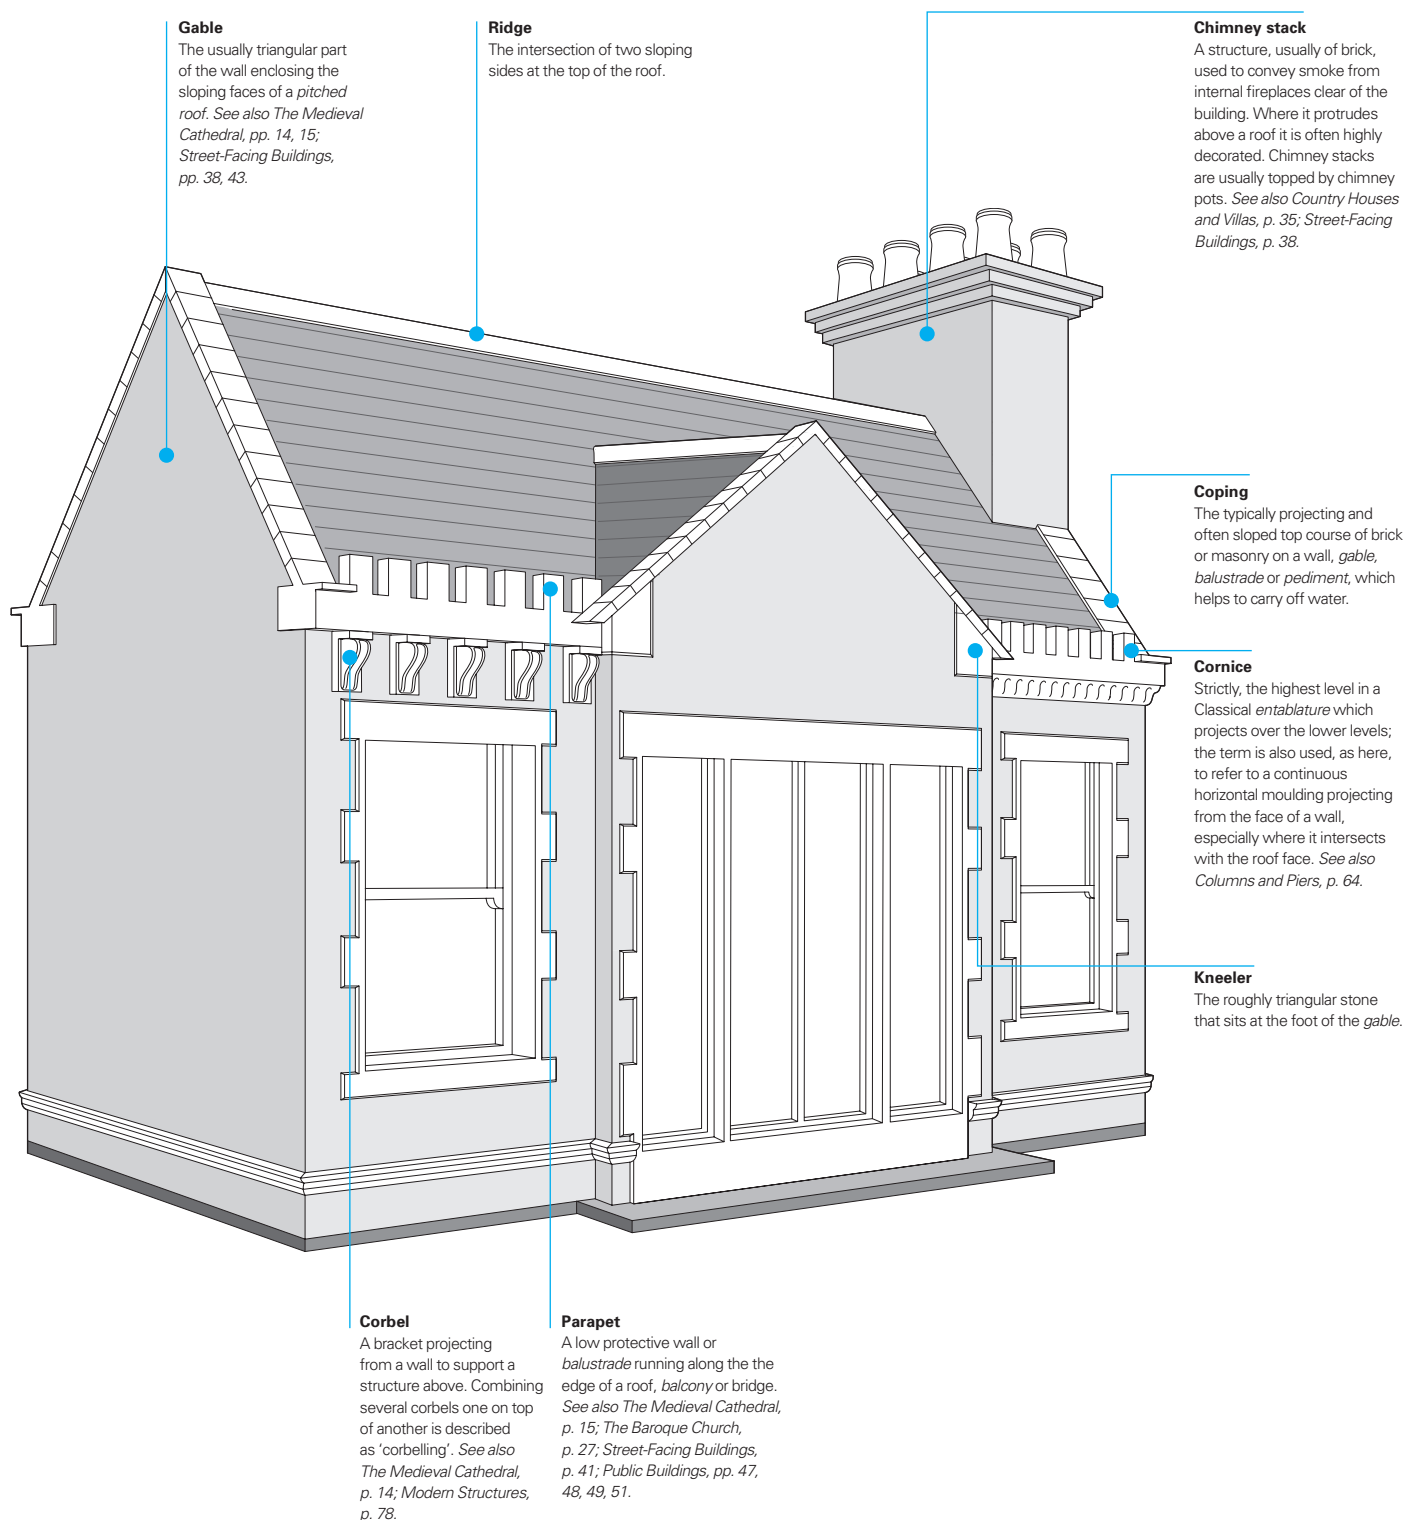 Gable
The usually triangular part
of the wall enclosing the
sloping faces of a pitched
roof. See also The Medieval
Cathedral, pp. 14, 15;
Street-Facing Buildings,
pp. 38, 43.
Ridge
The intersection of two sloping
sides at the top of the roof.
Chimney stack
A structure, usually of brick,
used to convey smoke from
internal fireplaces clear of the
building. Where it protrudes
above a roof it is often highly
decorated. Chimney stacks
are usually topped by chimney
pots. See also Country Houses
and Villas, p. 35; Street-Facing
Buildings, p. 38.
Coping
The typically projecting and
often sloped top course of brick
or masonry on a wall, gable,
balustrade or pediment, which
helps to carry off water.
Cornice
Strictly, the highest level in a
Classical entablature which
projects over the lower levels;
the term is also used, as here,
to refer to a continuous
horizontal moulding projecting
from the face of a wall,
especially where it intersects
with the roof face. See also
Columns and Piers, p. 64.
Kneeler
The roughly triangular stone
that sits at the foot of the gable.
Corbel
A bracket projecting
from a wall to support a
structure above. Combining
several corbels one on top
of another is described
as ‘corbelling’. See also
The Medieval Cathedral,
p. 14; Modern Structures,
p. 78.
Parapet
A low protective wall or
balustrade running along the the
edge of a roof, balcony or bridge.
See also The Medieval Cathedral,
p. 15; The Baroque Church,
p. 27; Street-Facing Buildings,
p. 41; Public Buildings, pp. 47,
48, 49, 51.